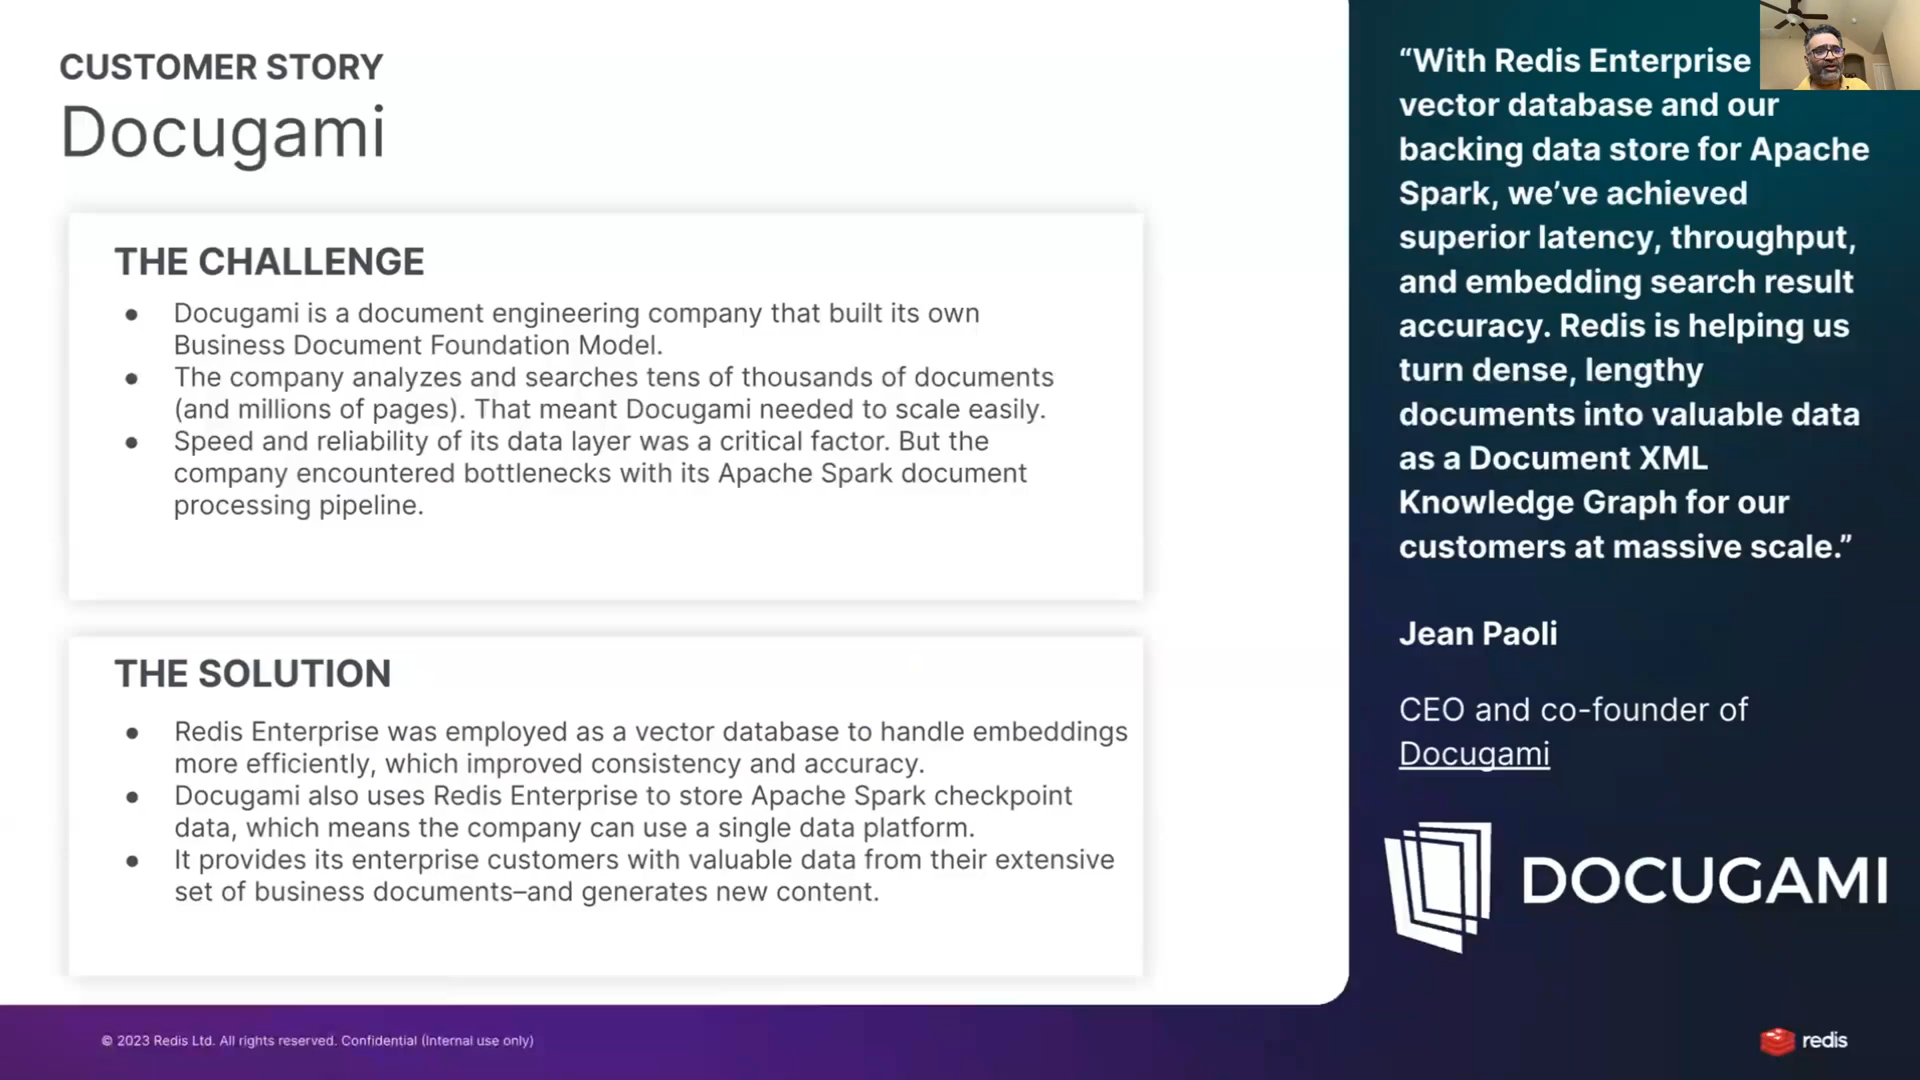 CUSTOMER STORY
Docugami
THE CHALLENGE
● Docugami is a document engineering company that built its own
Business Document Foundation Model.
● The company analyzes and searches tens of thousands of documents
(and millions of pages). That meant Docugami needed to scale easily.
● Speed and reliability of its data layer was a critical factor. But the
company encountered bottlenecks with its Apache Spark document
processing pipeline.
THE SOLUTION
● Redis Enterprise was employed as a vector database to handle embeddings
more efficiently, which improved consistency and accuracy.
● Docugami also uses Redis Enterprise to store Apache Spark checkpoint
data, which means the company can use a single data platform.
● It provides its enterprise customers with valuable data from their extensive
set of business documents–and generates new content.
“With Redis Enterprise
vector database and our
backing data store for Apache
Spark, we’ve achieved
superior latency, throughput,
and embedding search result
accuracy. Redis is helping us
turn dense, lengthy
documents into valuable data
as a Document XML
Knowledge Graph for our
customers at massive scale.”
Jean Paoli
CEO and co-founder of
Docugami
DOCUGAMI
© 2023 Redis Ltd. All rights reserved. Confidential (Internal use only)
redis